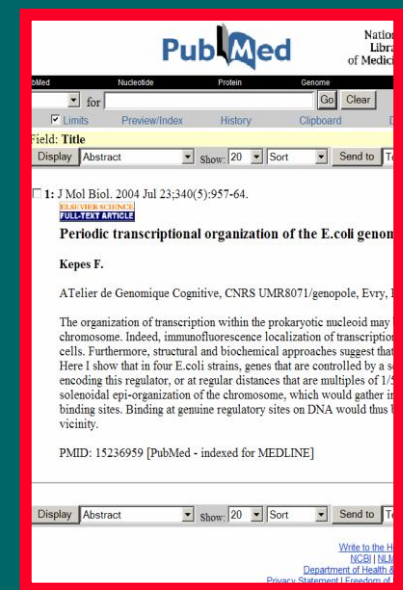 PubMed
Nation
Libra
of Medici
bMed Nucleotide Protein Genome
for Go Clear
Limits Preview/Index History Clipboard D
Field: Title
Display Abstract Show: 20 Sort Send to Te
1: J Mol Biol. 2004 Jul 23;340(5):957-64.
ELSEVIER SCIENCE
FULL-TEXT ARTICLE
Periodic transcriptional organization of the E.coli genom
Kepes F.
ATelier de Genomique Cognitive, CNRS UMR8071/genopole, Evry,
The organization of transcription within the prokaryotic nucleoid may
chromosome. Indeed, immunofluorescence localization of transcription
cells. Furthermore, structural and biochemical approaches suggest that
Here I show that in four E.coli strains, genes that are controlled by a s
encoding this regulator, or at regular distances that are multiples of 1/5
solenoidal epi-organization of the chromosome, which would gather in
binding sites. Binding at genuine regulatory sites on DNA would thus
vicinity.
PMID: 15236959 [PubMed - indexed for MEDLINE]
Display Abstract Show: 20 Sort Send to Te
Write to the H
NCBI | NLM
Department of Health &
Privacy Statement | Freedom of